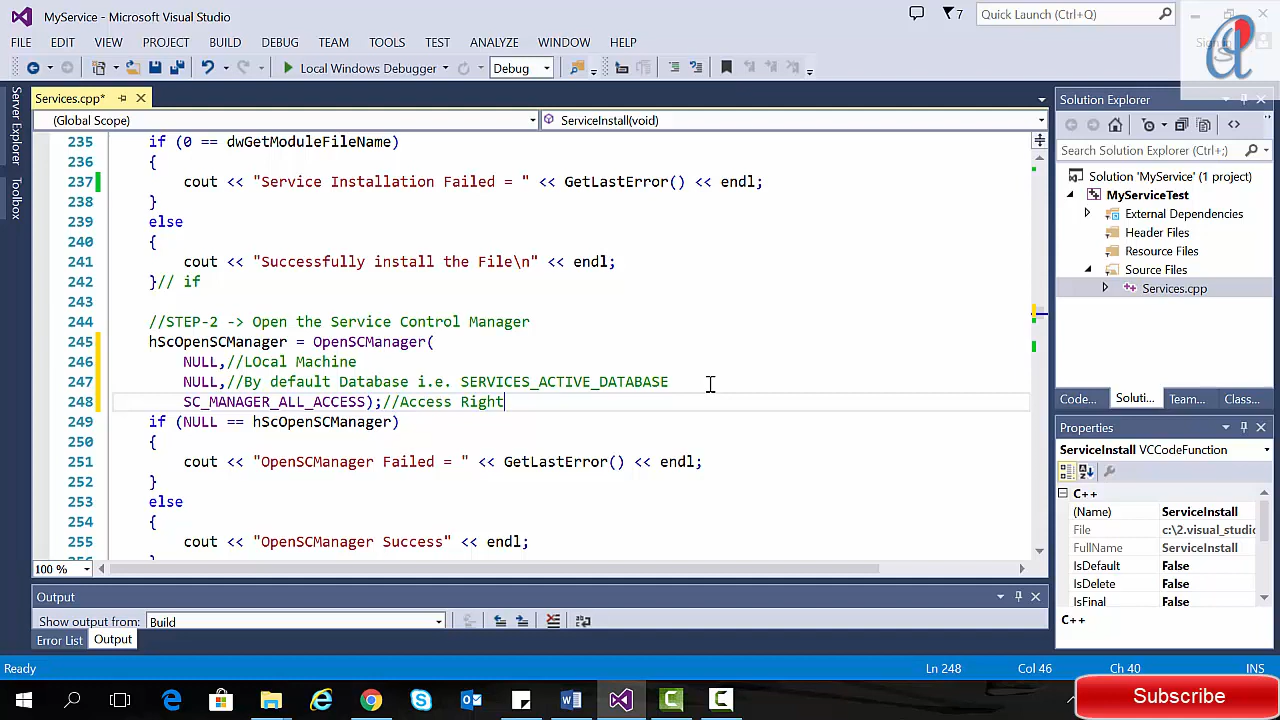 MyService - Microsoft Visual Studio
7
Quick Launch (Ctrl+Q)
FILE EDIT VIEW PROJECT BUILD DEBUG TEAM TOOLS TEST ANALYZE WINDOW HELP
Local Windows Debugger Debug
Server Explorer
Toolbox
Services.cpp*
(Global Scope) ServiceInstall(void)
235 if (0 == dwGetModuleFileName)
236 {
237 cout << "Service Installation Failed = " << GetLastError() << endl;
238 }
239 else
240 {
241 cout << "Successfully install the File\n" << endl;
242 }// if
243
244 //STEP-2 -> Open the Service Control Manager
245 hScOpenSCManager = OpenSCManager(
246 NULL,//LOcal Machine
247 NULL,//By default Database i.e. SERVICES_ACTIVE_DATABASE
248 SC_MANAGER_ALL_ACCESS);//Access Right
249 if (NULL == hScOpenSCManager)
250 {
251 cout << "OpenSCManager Failed = " << GetLastError() << endl;
252 }
253 else
254 {
255 cout << "OpenSCManager Success" << endl;
100 %
Output
Show output from: Build
Error List Output
Solution Explorer
Search Solution Explorer (Ctrl+;)
Solution 'MyService' (1 project)
MyServiceTest
External Dependencies
Header Files
Resource Files
Source Files
Services.cpp
Code... Soluti... Team... Class...
Properties
ServiceInstall VCCodeFunction
C++
(Name) ServiceInstall
File c:\2.visual_studio
FullName ServiceInstall
IsDefault False
IsDelete False
IsFinal False
C++
Ready Ln 248 Col 46 Ch 40 INS
Subscribe